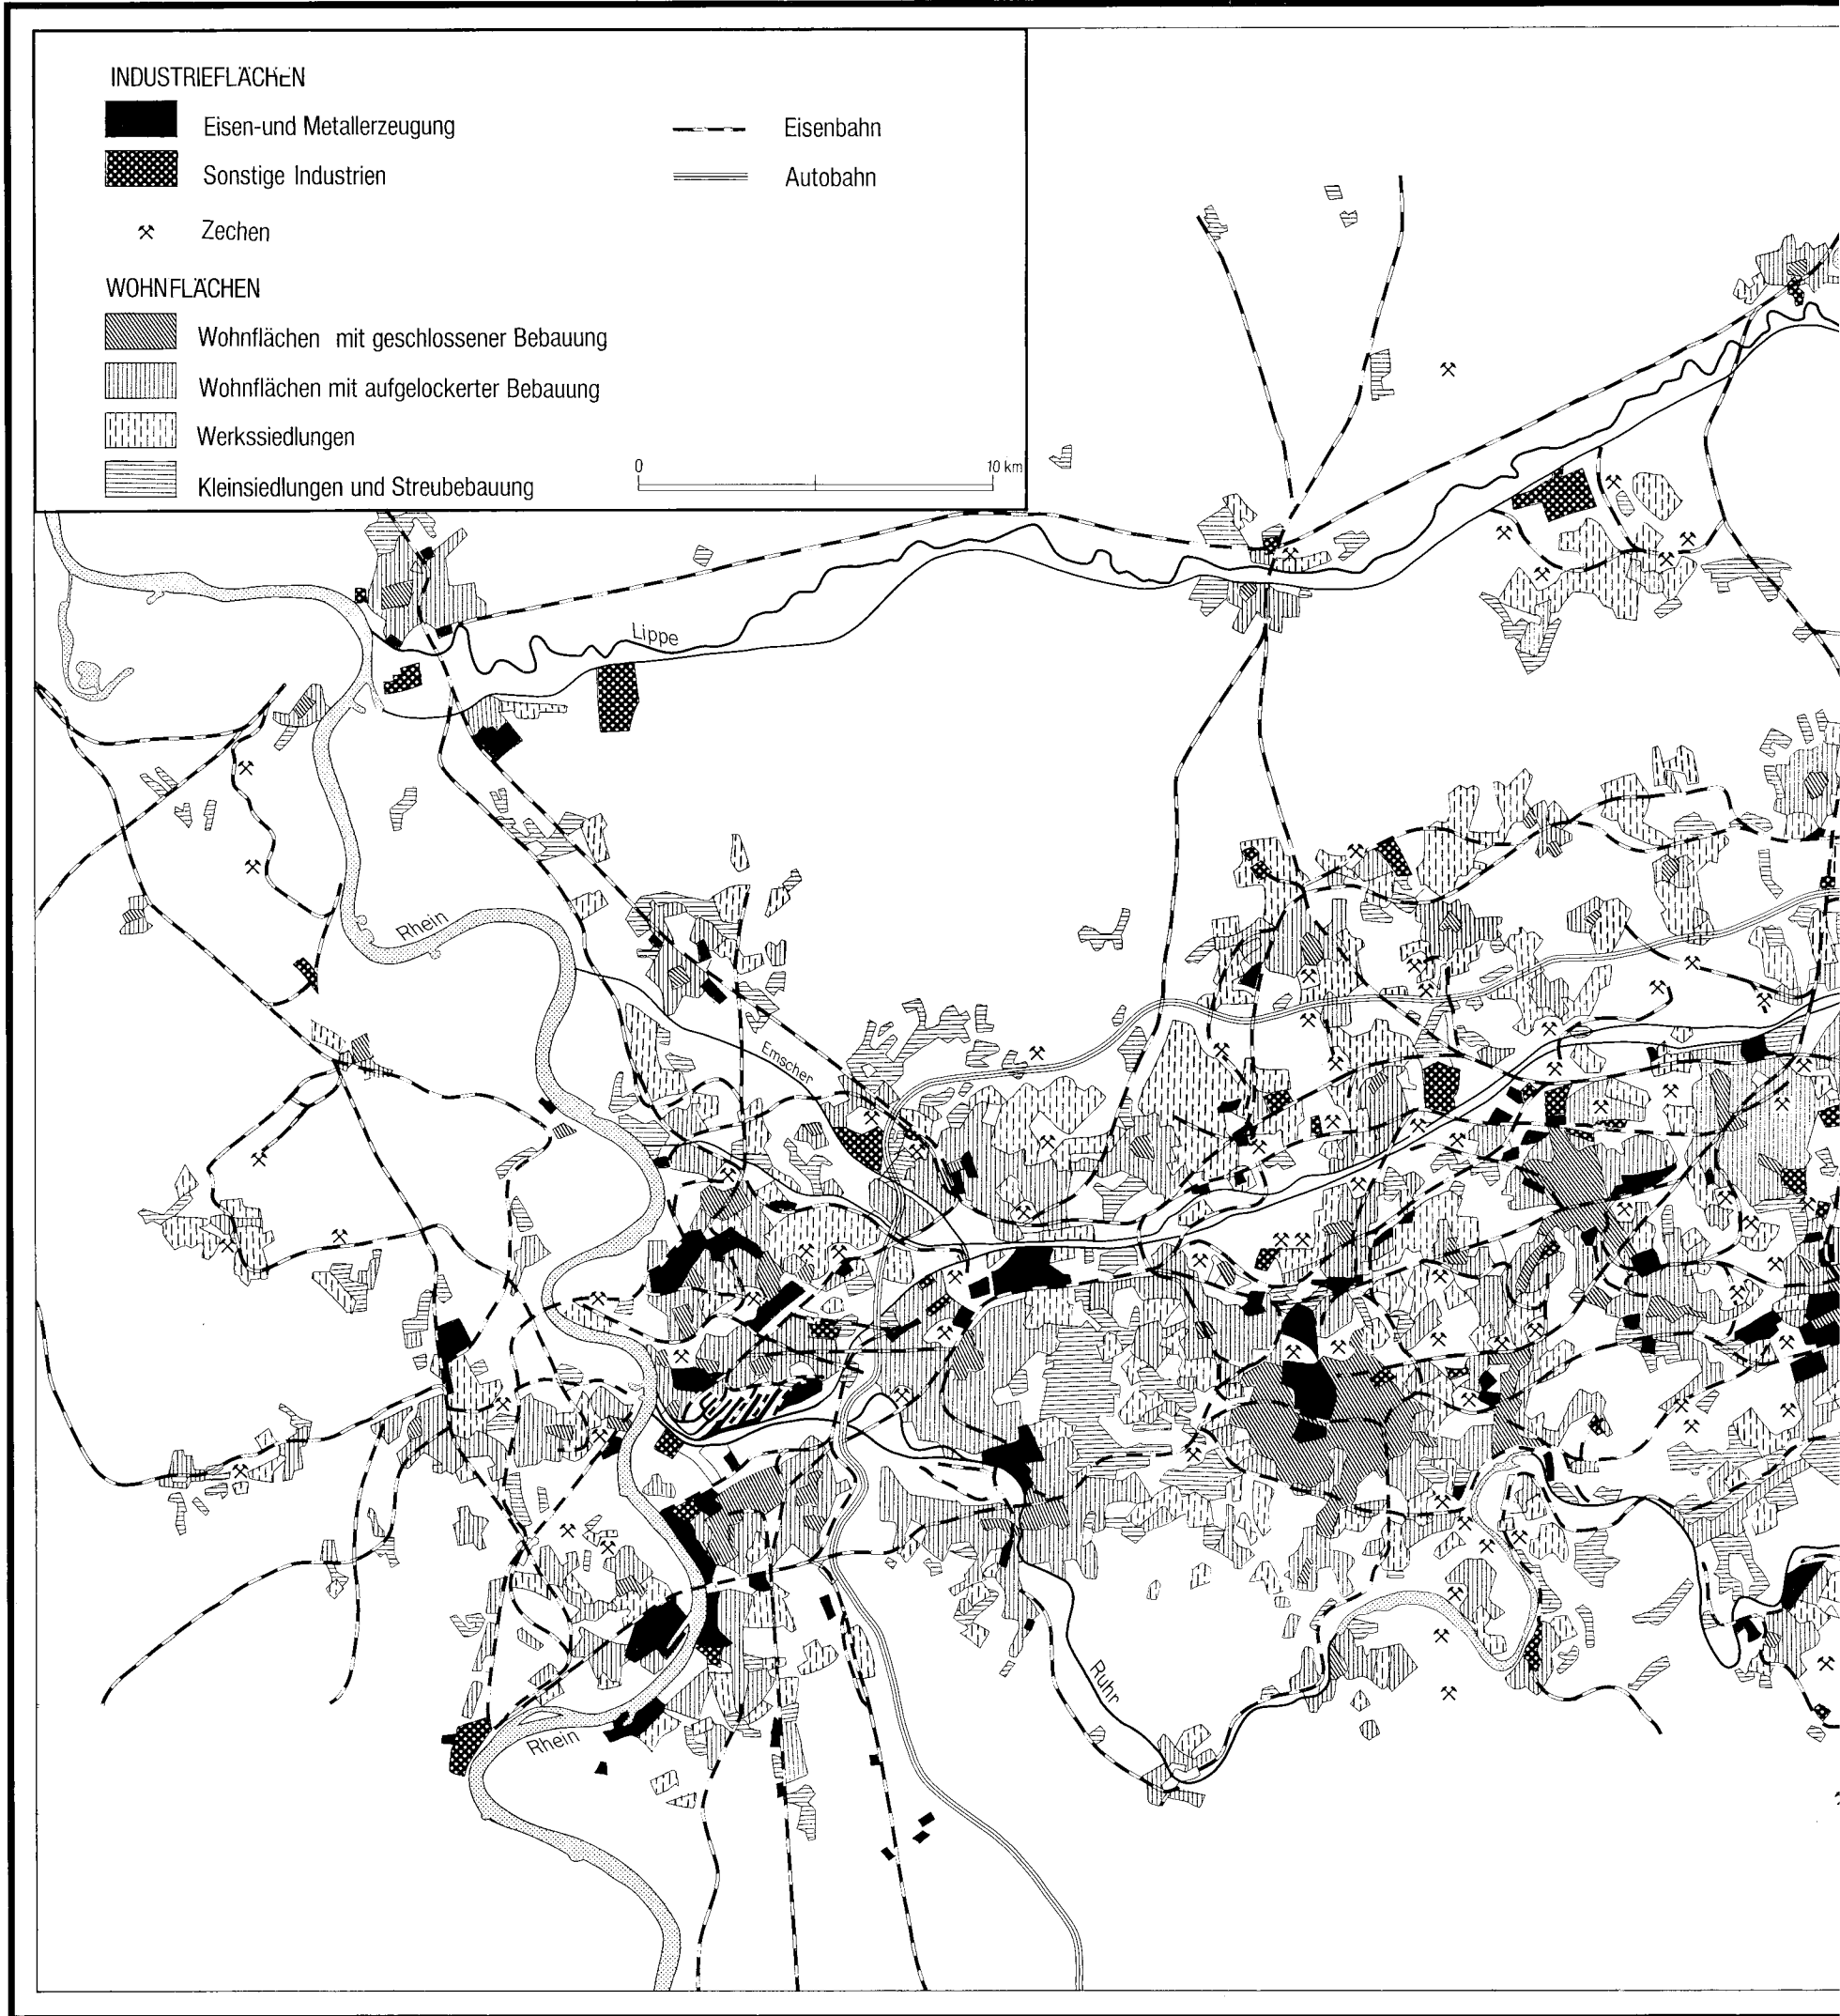 INDUSTRIEFLÄCHEN
Eisen-und Metallerzeugung
Eisenbahn
Sonstige Industrien
Autobahn
Zechen
WOHNFLÄCHEN
Wohnflächen mit geschlossener Bebauung
Wohnflächen mit aufgelockerter Bebauung
Werkssiedlungen
Kleinsiedlungen und Streubebauung
0 10 km
Lippe
Rhein
Emscher
Ruhr
Rhein